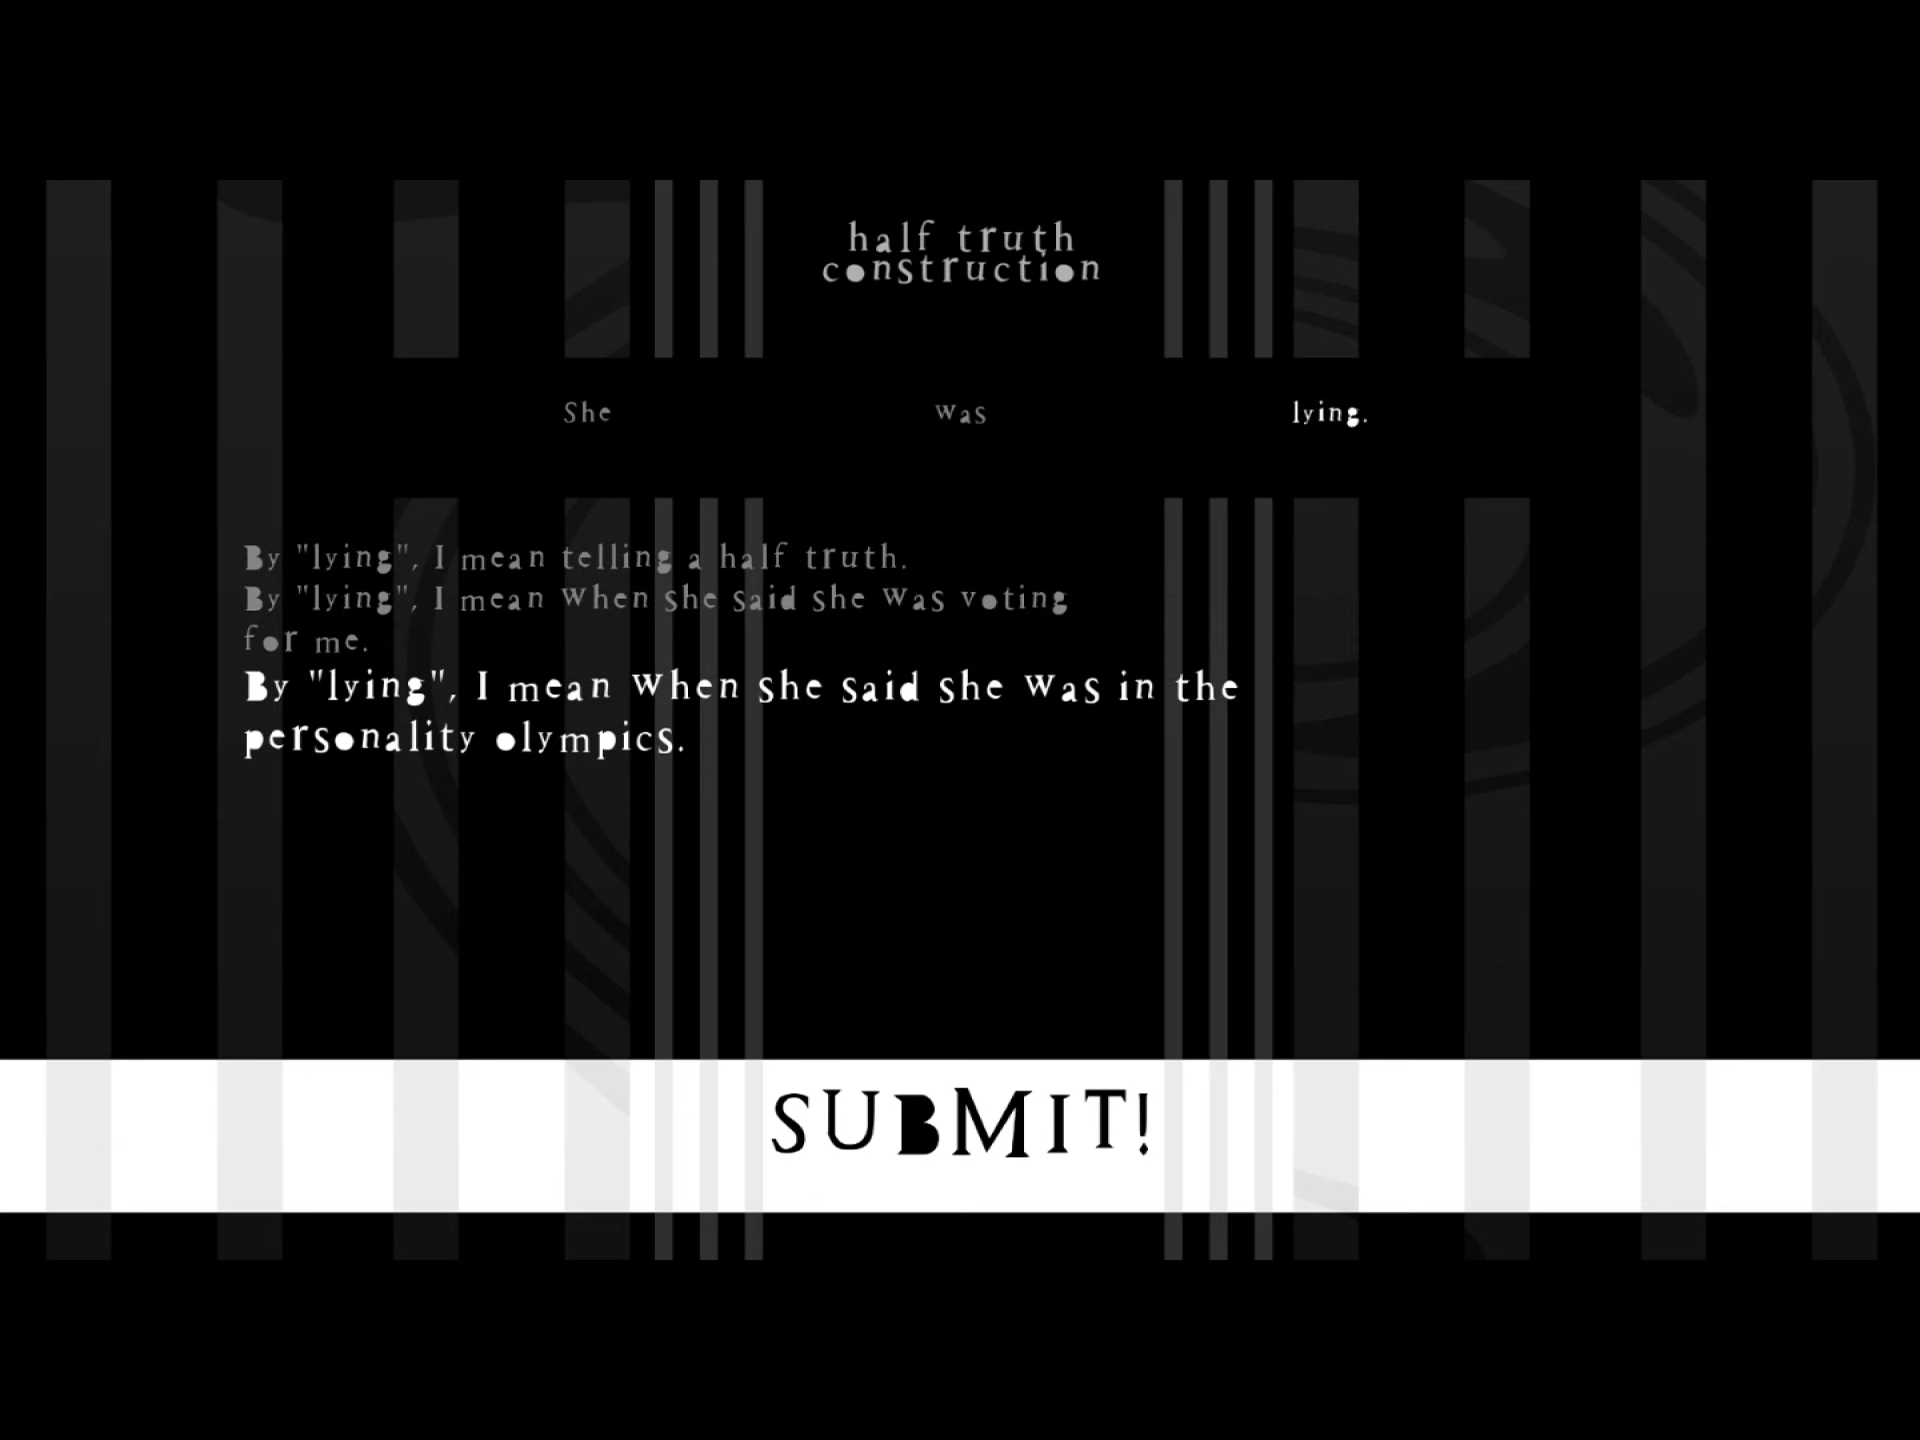 half truth
construction
She was lying.
By "lying", I mean telling a half truth.
By "lying", I mean when she said she was voting
for me.
By "lying", I mean when she said she was in the
personality olympics.
SUBMIT!